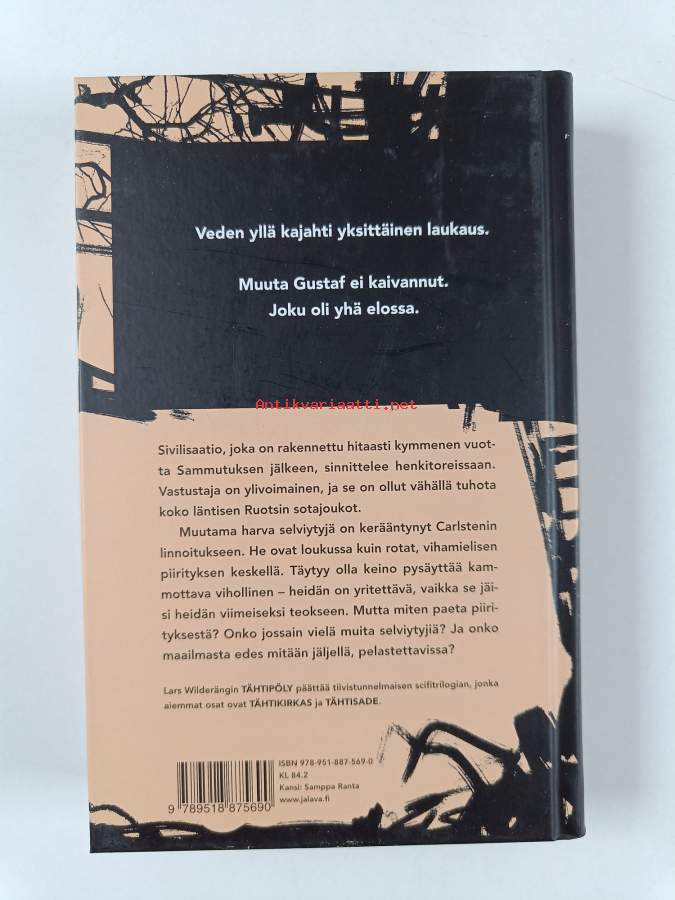 Veden yllä kajahti yksittäinen laukaus.
Muuta Gustaf ei kaivannut.
Joku oli yhä elossa.
Antikvariaatti.net
Sivilisaatio, joka on rakennettu hitaasti kymmenen vuot-
ta Sammutuksen jälkeen, sinnittelee henkitoreissaan.
Vastustaja on ylivoimainen, ja se on ollut vähällä tuhota
koko läntisen Ruotsin sotajoukot.
Muutama harva selviytyjä on kerääntynyt Carlstenin
linnoitukseen. He ovat loukussa kuin rotat, vihamielisen
piirityksen keskellä. Täytyy olla keino pysäyttää kam-
mottava vihollinen – heidän on yritettävä, vaikka se jäi-
si heidän viimeiseksi teokseen. Mutta miten paeta piiri-
tyksestä? Onko jossain vielä muita selviytyjiä? Ja onko
maailmasta edes mitään jäljellä, pelastettavissa?
Lars Wilderängin TÄHTIPÖLY päättää tiivistunnelmaisen scifitrilogian, jonka
aiemmat osat ovat TÄHTIKIRKAS ja TÄHTISADE.
ISBN 978-951-887-569-0
KL 84.2
Kansi: Samppa Ranta
www.jalava.fi
9 789518 875690